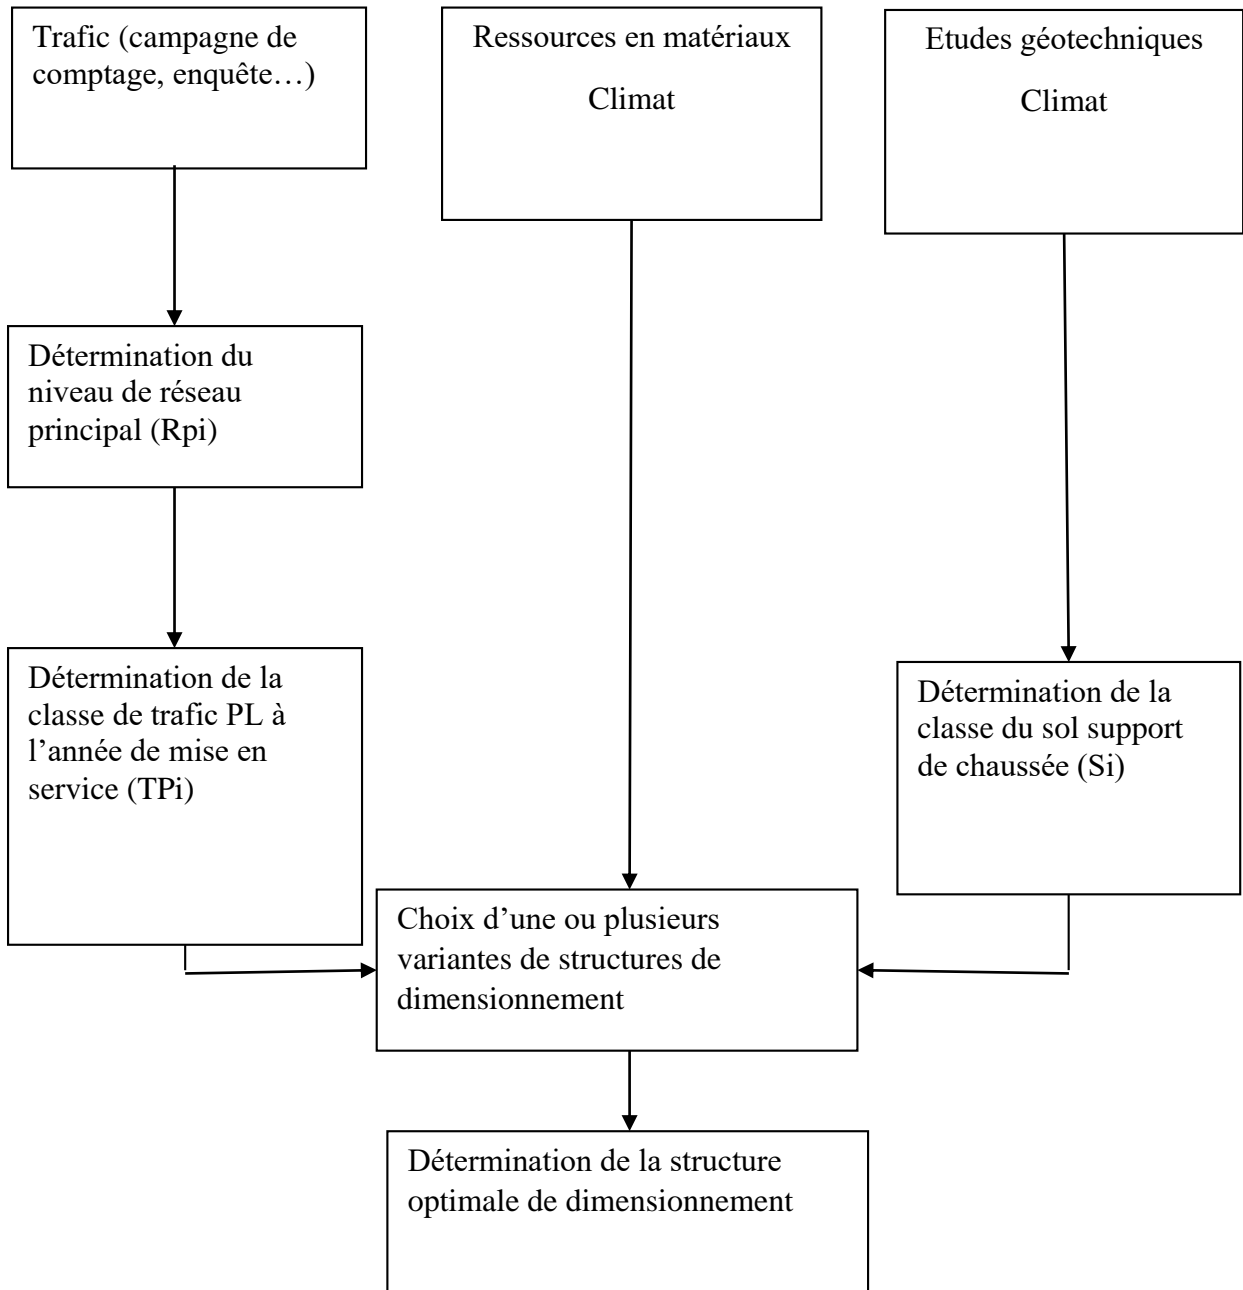 Trafic (campagne de
comptage, enquête…)
Ressources en matériaux
Climat
Etudes géotechniques
Climat
Détermination du
niveau de réseau
principal (Rpi)
Détermination de la
classe de trafic PL à
l’année de mise en
service (TPi)
Détermination de la
classe du sol support
de chaussée (Si)
Choix d’une ou plusieurs
variantes de structures de
dimensionnement
Détermination de la structure
optimale de dimensionnement